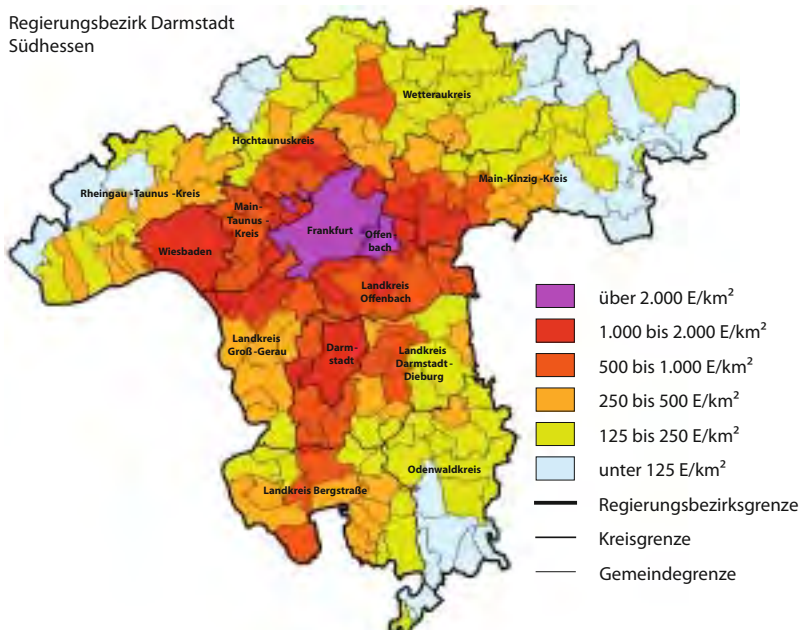 Regierungsbezirk Darmstadt
Südhessen
Wetteraukreis
Hochtaunuskreis
Main-Kinzig-Kreis
Rheingau-Taunus-Kreis
Main-
Taunus-
Kreis
Frankfurt
Offen-
bach
Wiesbaden
Landkreis
Offenbach
Landkreis
Groß-Gerau
Darm-
stadt
Landkreis
Darmstadt-
Dieburg
Odenwaldkreis
Landkreis Bergstraße
über 2.000 E/km²
1.000 bis 2.000 E/km²
500 bis 1.000 E/km²
250 bis 500 E/km²
125 bis 250 E/km²
unter 125 E/km²
Regierungsbezirksgrenze
Kreisgrenze
Gemeindegrenze